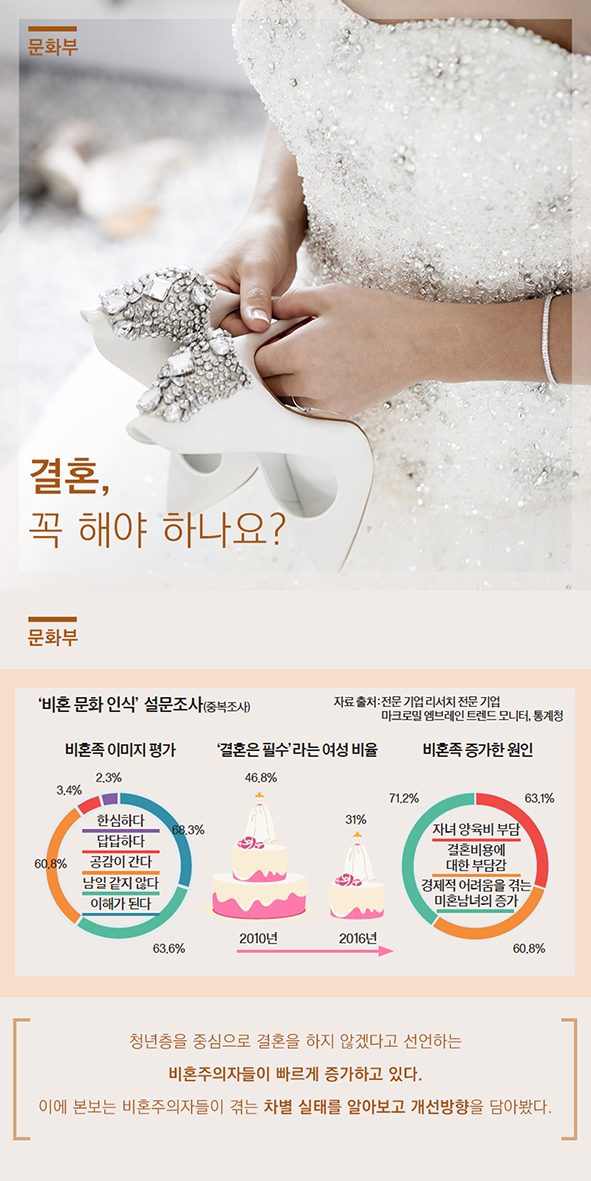 문화부
결혼,
꼭 해야 하나요?
문화부
‘비혼 문화 인식’ 설문조사(중복조사)
자료 출처:전문 기업 리서치 전문 기업
마크로밀 엠브레인 트렌드 모니터, 통계청
비혼족 이미지 평가
2,3%
3,4%
68,3%
60,8%
63,6%
한심하다
답답하다
공감이 간다
남일 같지 않다
이해가 된다
‘결혼은 필수’라는 여성 비율
46,8%
31%
2010년
2016년
비혼족 증가한 원인
71,2%
63,1%
60,8%
자녀 양육비 부담
결혼비용에
대한 부담감
경제적 어려움을 겪는
미혼남녀의 증가
청년층을 중심으로 결혼을 하지 않겠다고 선언하는
비혼주의자들이 빠르게 증가하고 있다.
이에 본보는 비혼주의자들이 겪는 차별 실태를 알아보고 개선방향을 담아봤다.